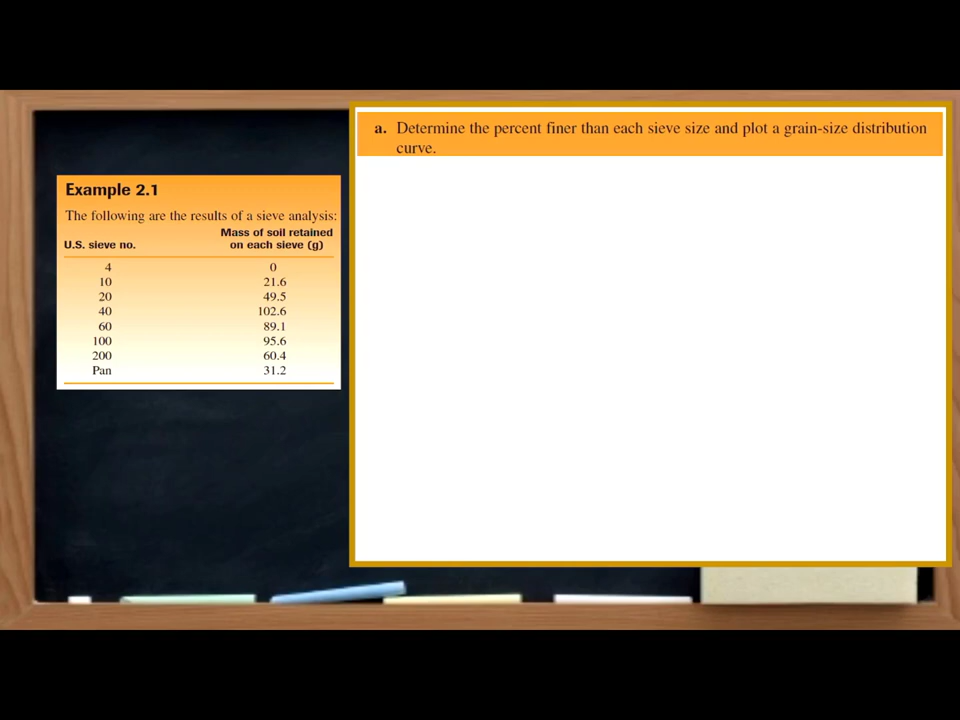 a. Determine the percent finer than each sieve size and plot a grain-size distribution
curve.
Example 2.1
The following are the results of a sieve analysis:
Mass of soil retained
U.S. sieve no. on each sieve (g)
4 0
10 21.6
20 49.5
40 102.6
60 89.1
100 95.6
200 60.4
Pan 31.2